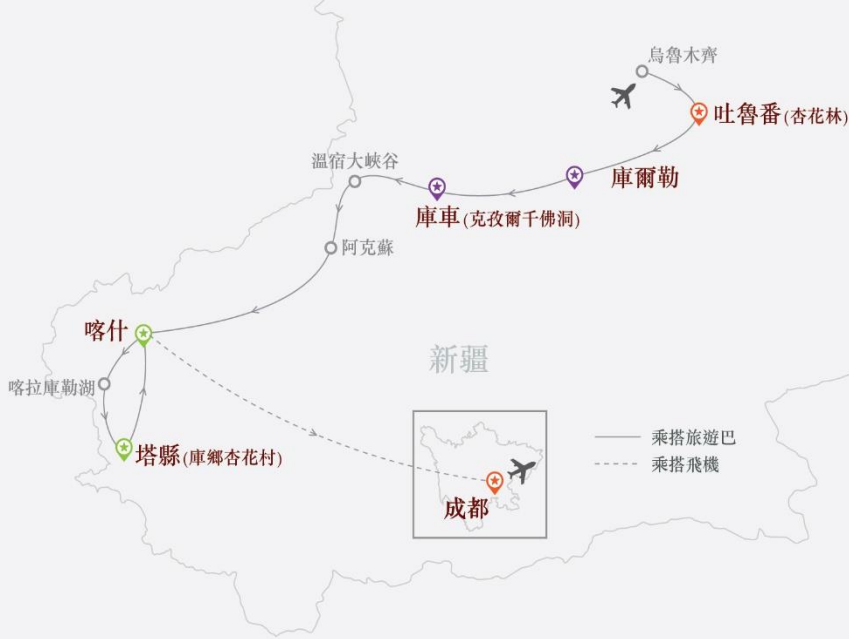 烏魯木齊
吐魯番(杏花林)
溫宿大峽谷
庫爾勒
庫車(克孜爾千佛洞)
阿克蘇
喀什
新疆
喀拉庫勒湖
塔縣(庫鄉杏花村)
乘搭旅遊巴
乘搭飛機
成都